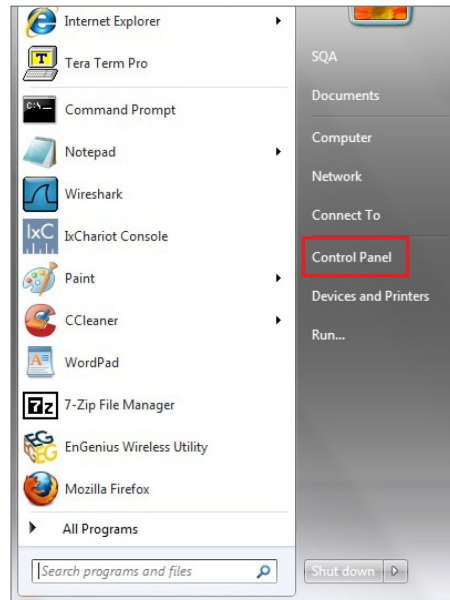 Internet Explorer
Tera Term Pro
C:\_
Command Prompt
Notepad
Wireshark
IxC
IxChariot Console
Paint
CCleaner
WordPad
7z
7-Zip File Manager
EnGenius Wireless Utility
Mozilla Firefox
All Programs
Search programs and files
SQA
Documents
Computer
Network
Connect To
Control Panel
Devices and Printers
Run...
Shut down